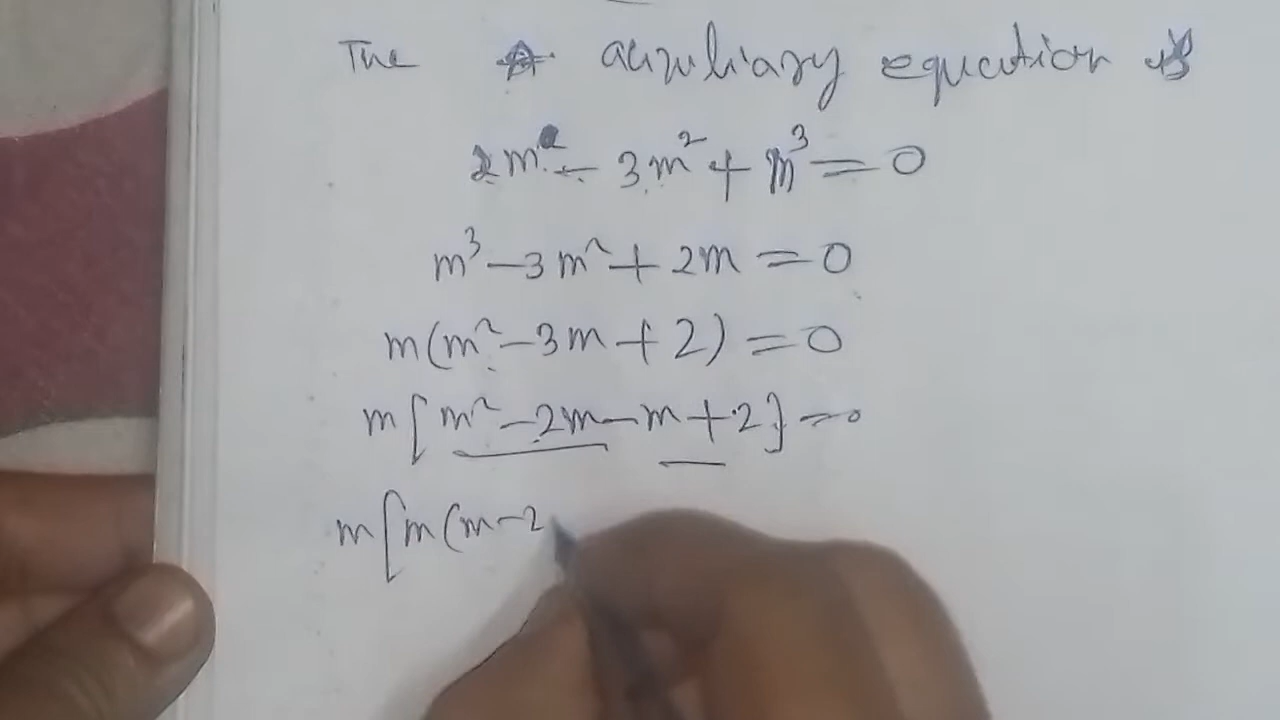 The auxiliary equation is
2m - 3m² + m³ = 0
m³ - 3m² + 2m = 0
m(m² - 3m + 2) = 0
m[m² - 2m - m + 2] = 0
m[m(m-2